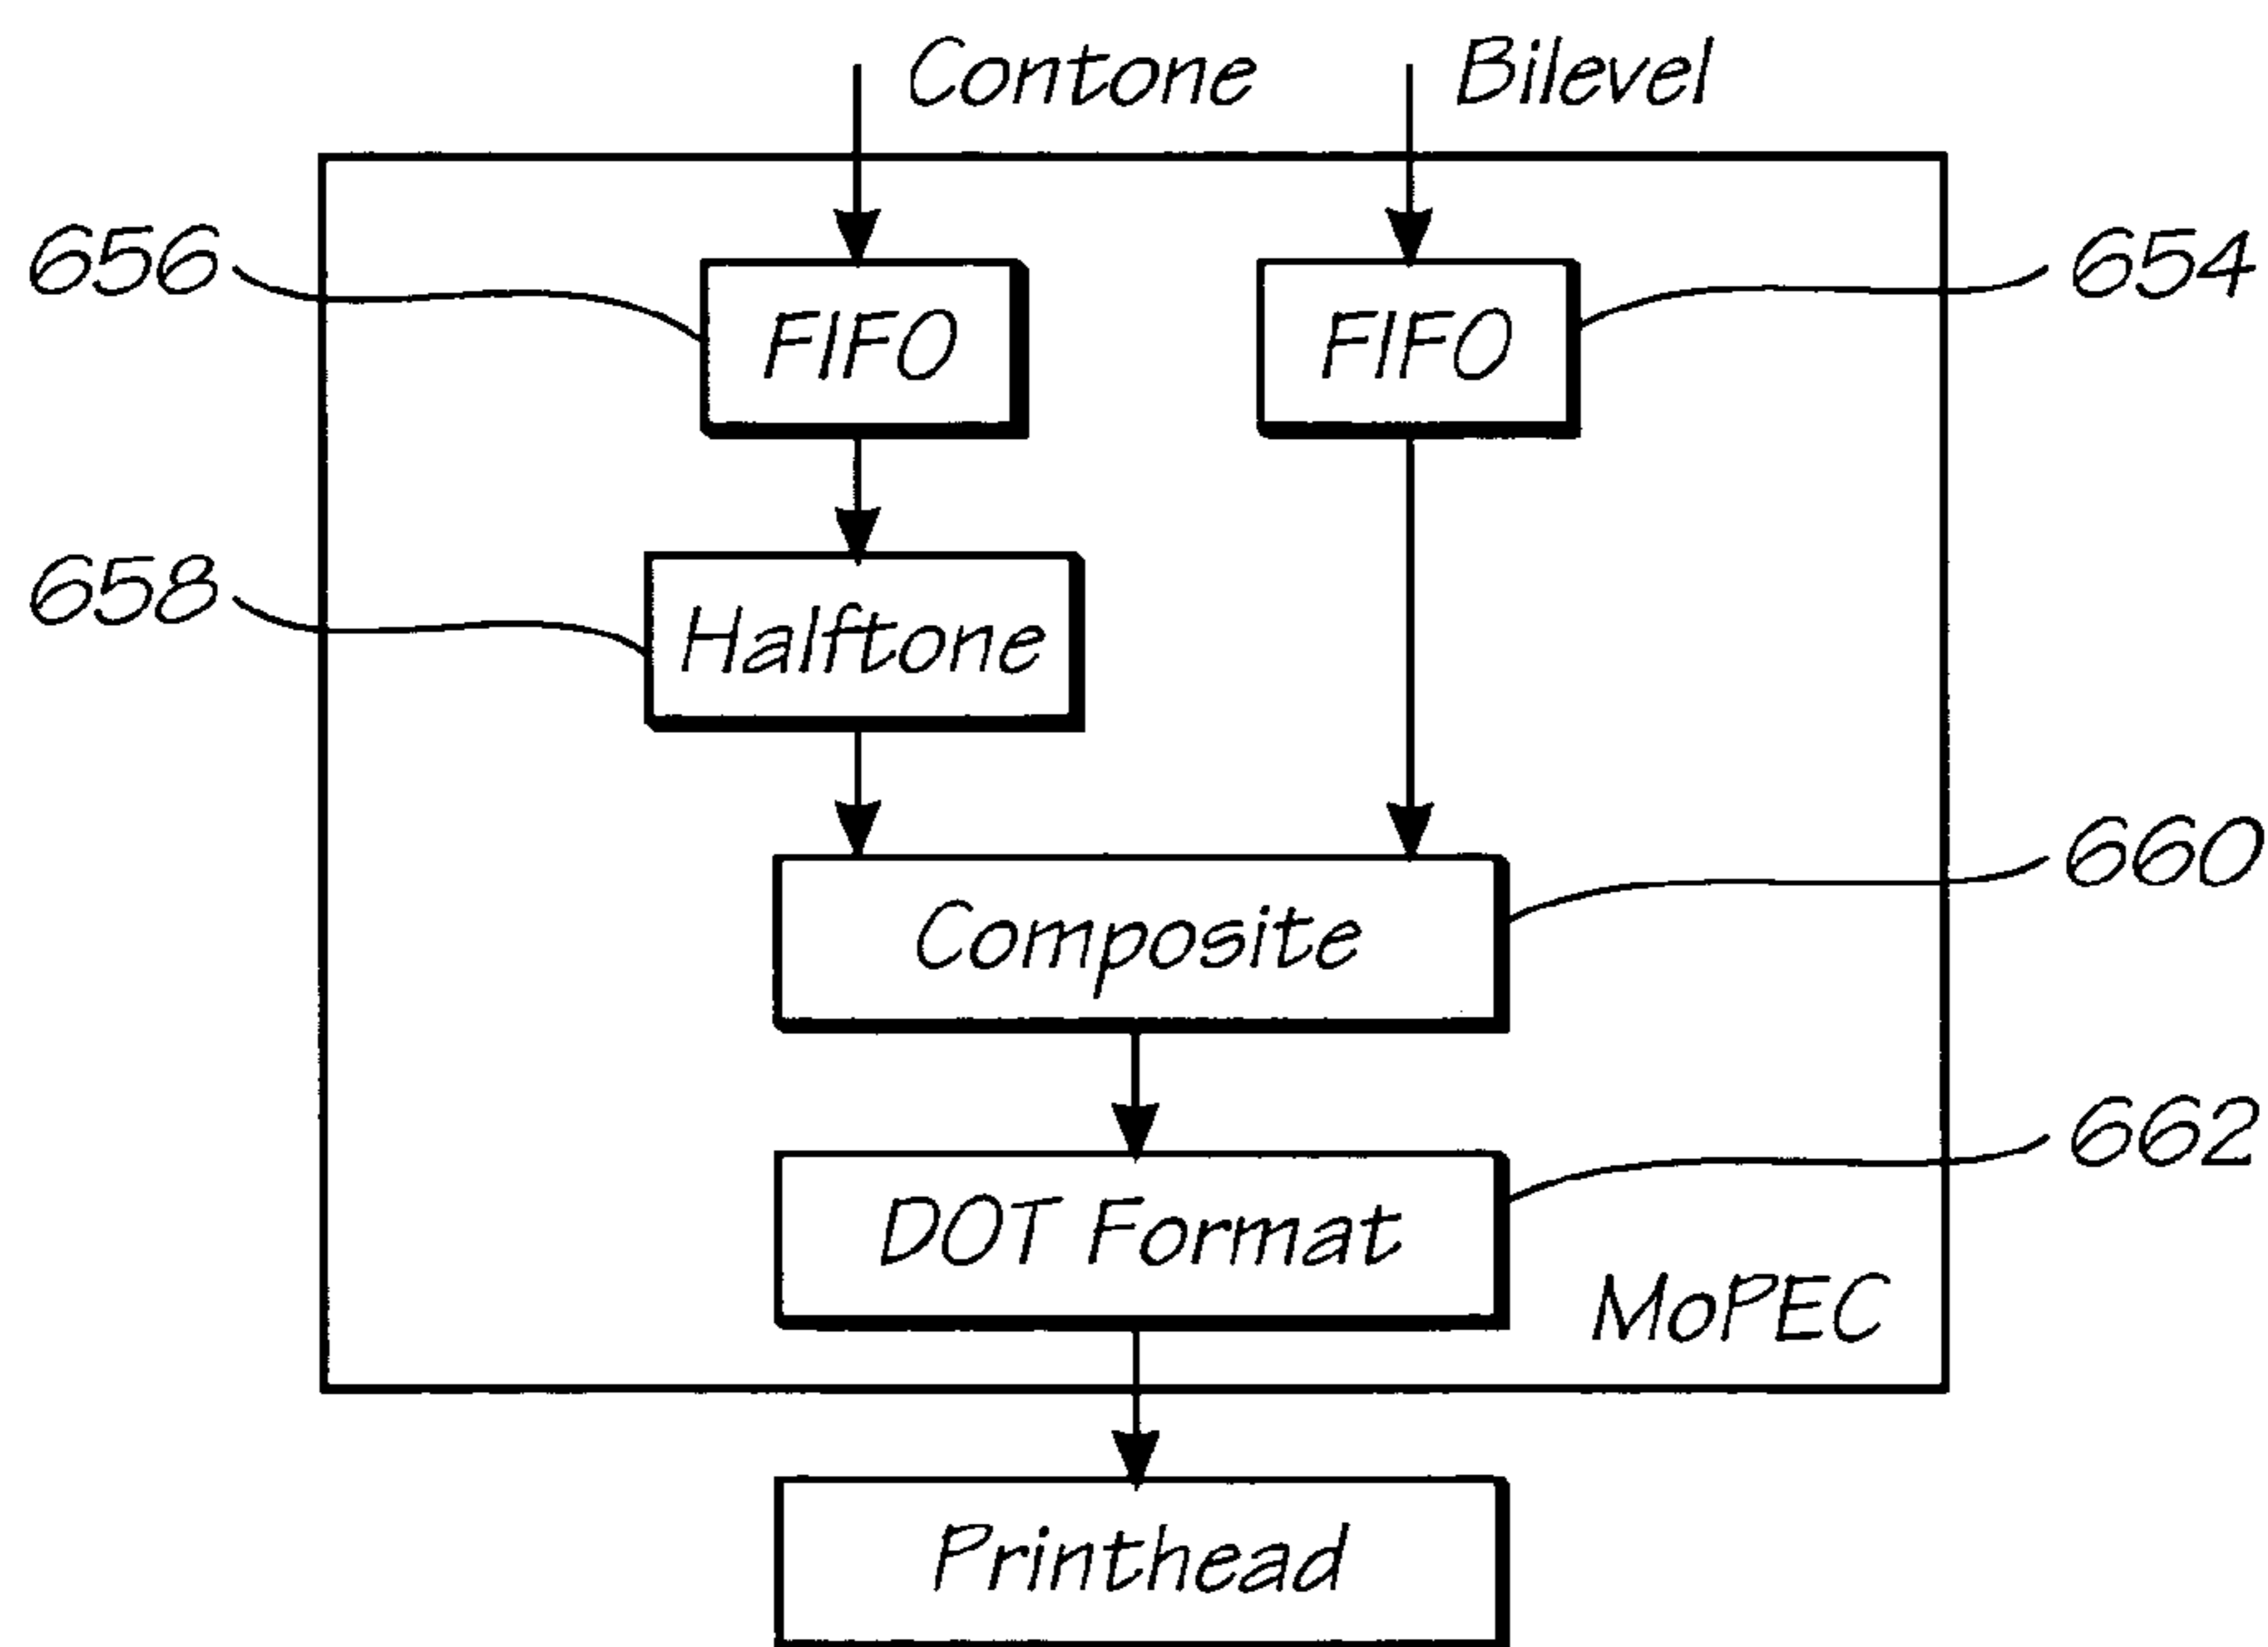 Contone
Bilevel
656
FIFO
FIFO
654
658
Halftone
660
Composite
662
DOT Format
MoPEC
Printhead